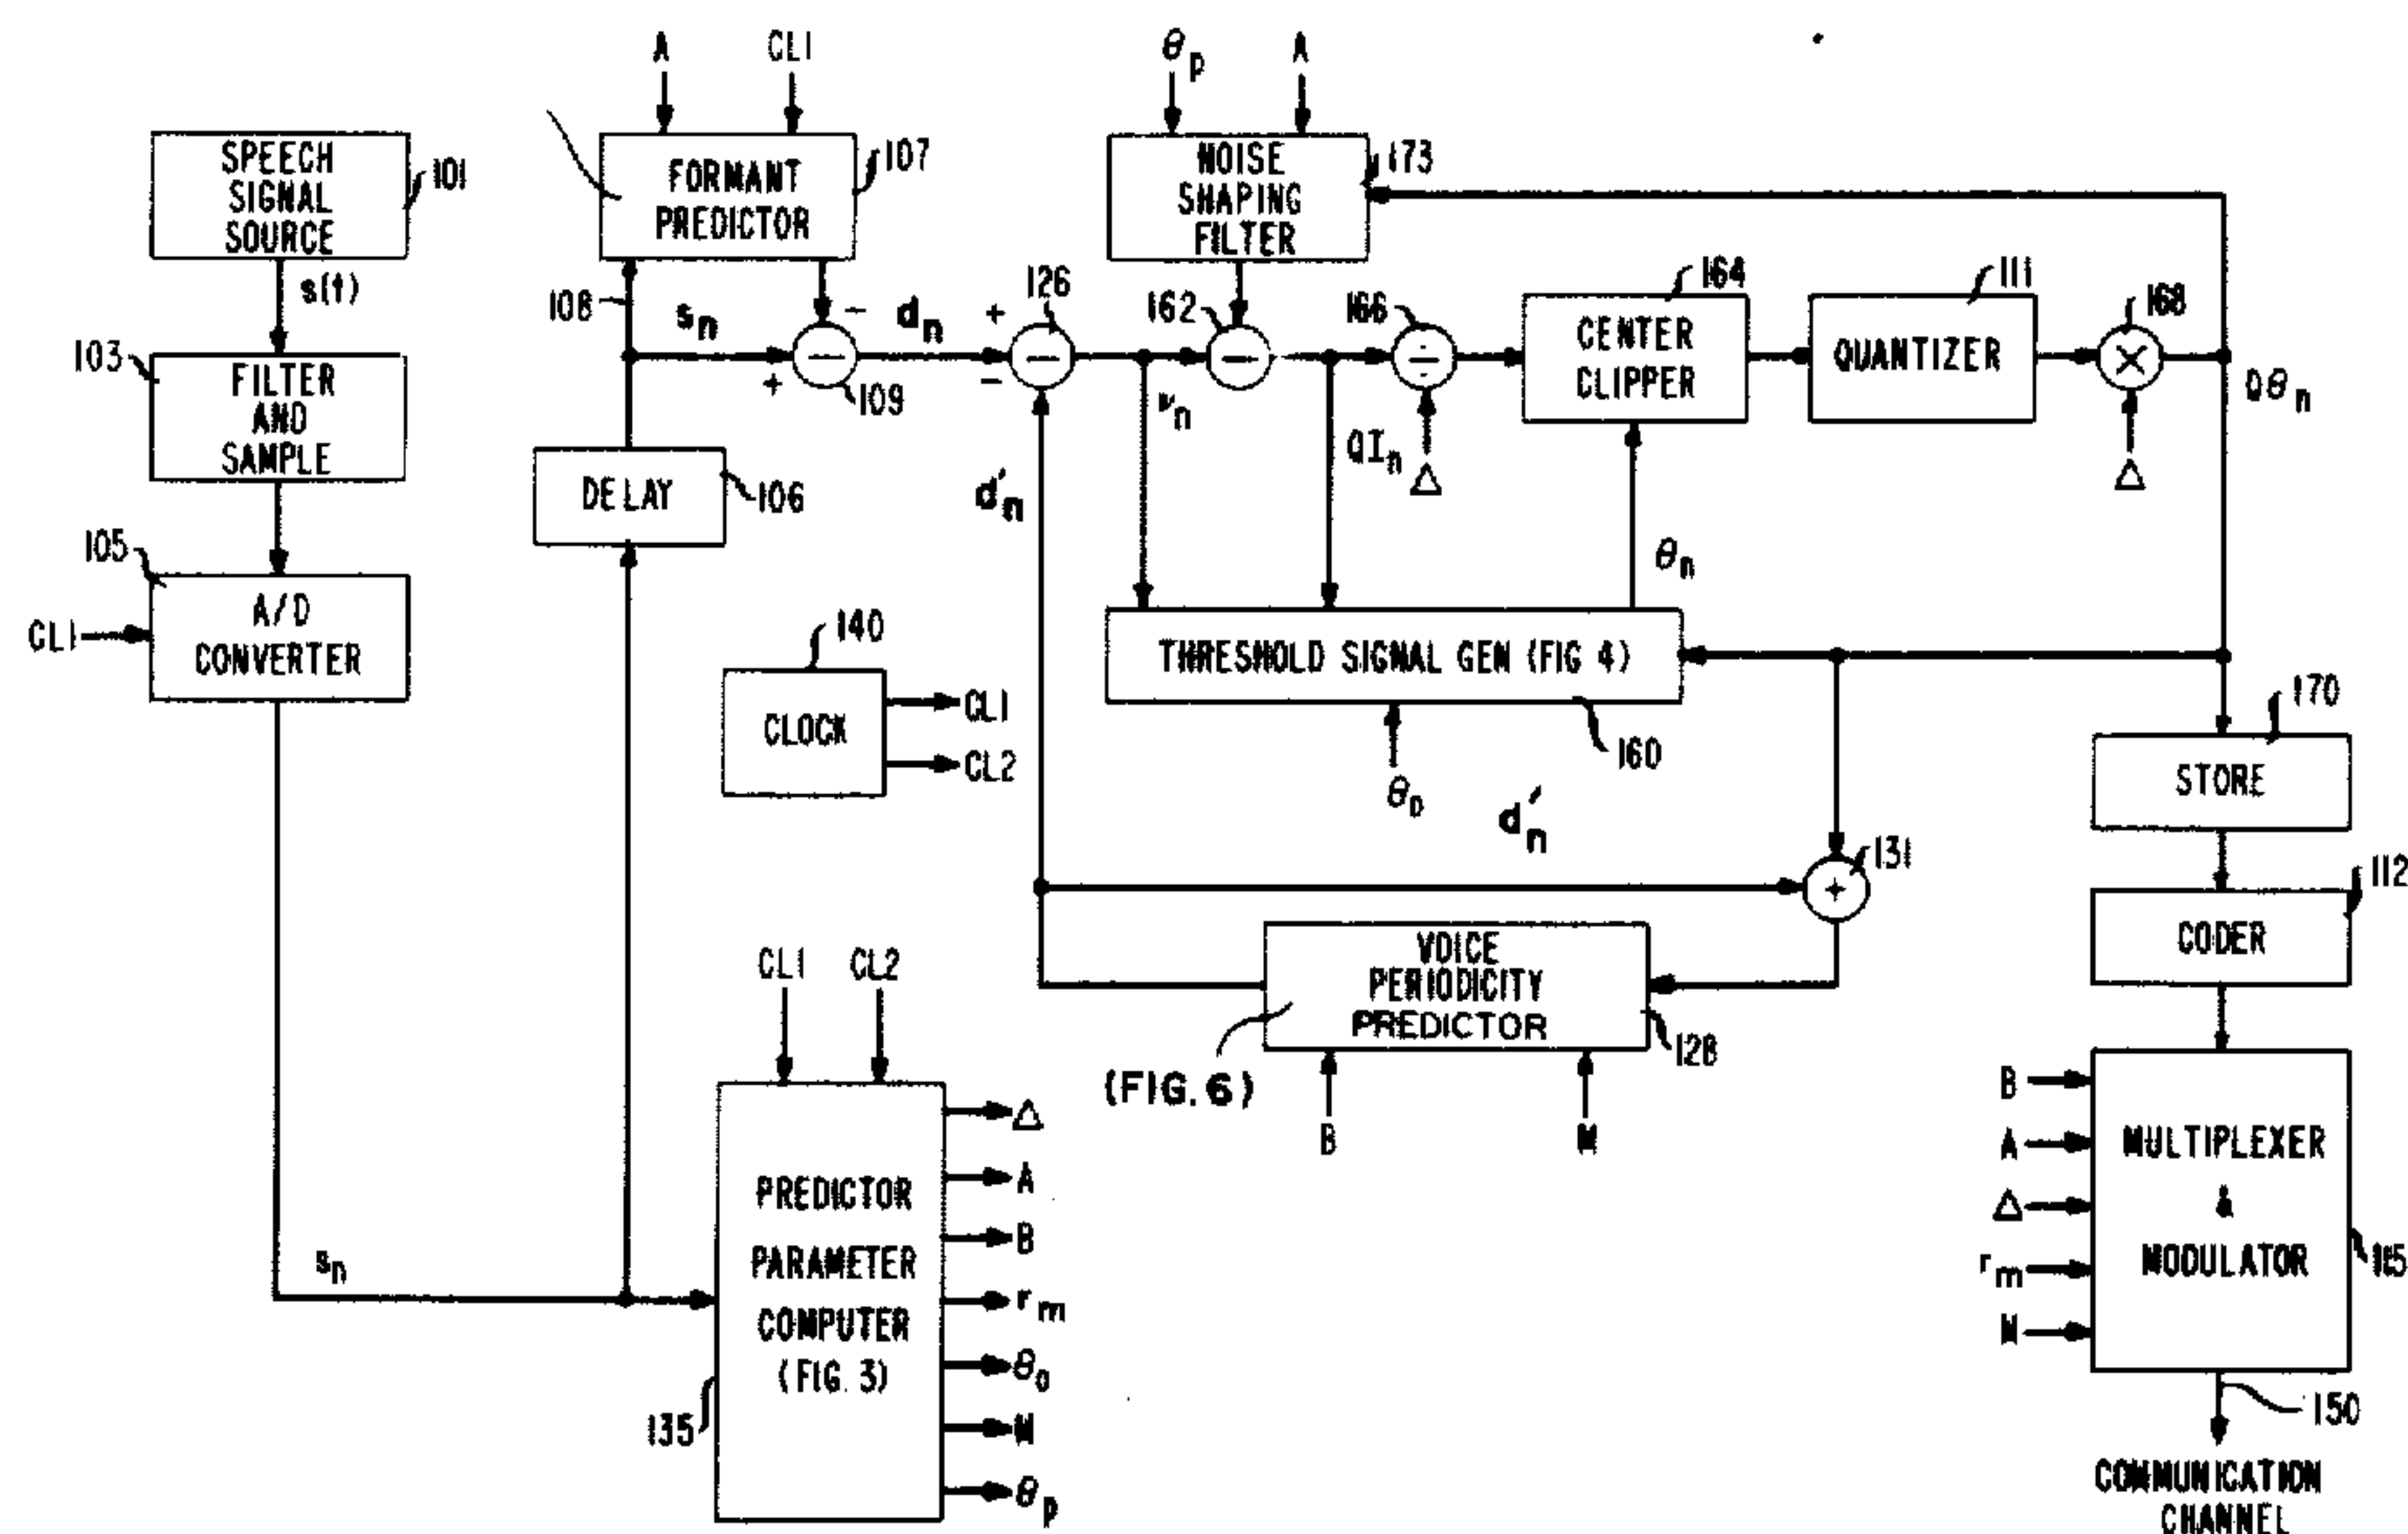 A
CL1
θp
A
SPEECH
SIGNAL
SOURCE
101
FORMANT
PREDICTOR
107
NOISE
SHAPING
FILTER
173
s(t)
108
sn
−
+
109
dn
+
−
126
162
166
164
111
168
103
FILTER
AND
SAMPLE
−
−
−
÷
CENTER
CLIPPER
QUANTIZER
×
νn
QIn
Δ
Δ
Qθn
DELAY
106
d'n
θn
105
A/D
CONVERTER
CL1
140
CLOCK
CL1
CL2
THRESHOLD SIGNAL GEN (FIG 4)
160
θo
d'n
170
STORE
131
+
112
CODER
VOICE
PERIODICITY
PREDICTOR
128
(FIG. 6)
B
M
CL1
CL2
sn
PREDICTOR
PARAMETER
COMPUTER
(FIG. 3)
135
Δ
A
B
rm
θo
M
θp
B
A
Δ
rm
M
MULTIPLEXER
&
MODULATOR
115
150
COMMUNICATION
CHANNEL